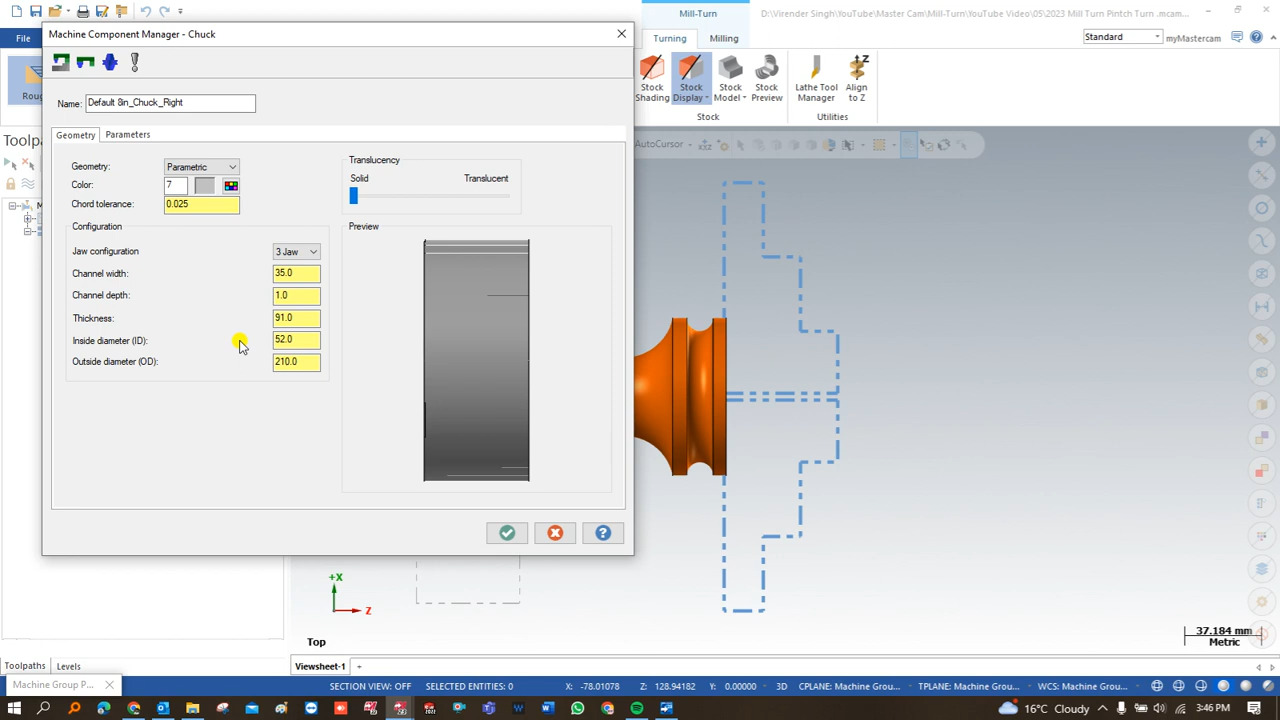 Mill-Turn
D:\Virender Singh\YouTube\Master Cam\Mill-Turn\YouTube Video\05\2023 Mill Turn Pintch Turn .mcam...
File
Turning
Milling
Standard
myMastercam
Machine Component Manager - Chuck
Roug
Stock Shading
Stock Display
Stock Model
Stock Preview
Lathe Tool Manager
Align to Z
Stock
Utilities
Toolpaths
AutoCursor
Name:
Default 8in_Chuck_Right
Geometry
Parameters
Geometry:
Parametric
Color:
7
Chord tolerance:
0.025
Translucency
Solid
Translucent
Configuration
Preview
Jaw configuration
3 Jaw
Channel width:
35.0
Channel depth:
1.0
Thickness:
91.0
Inside diameter (ID):
52.0
Outside diameter (OD):
210.0
+X
Z
Top
37.184 mm
Metric
Toolpaths
Levels
Viewsheet-1
+
Machine Group P...
SECTION VIEW: OFF
SELECTED ENTITIES: 0
X: -78.01078
Z: 128.94182
Y: 0.00000
3D
CPLANE: Machine Grou...
TPLANE: Machine Grou...
WCS: Machine Grou...
16°C Cloudy
3:46 PM